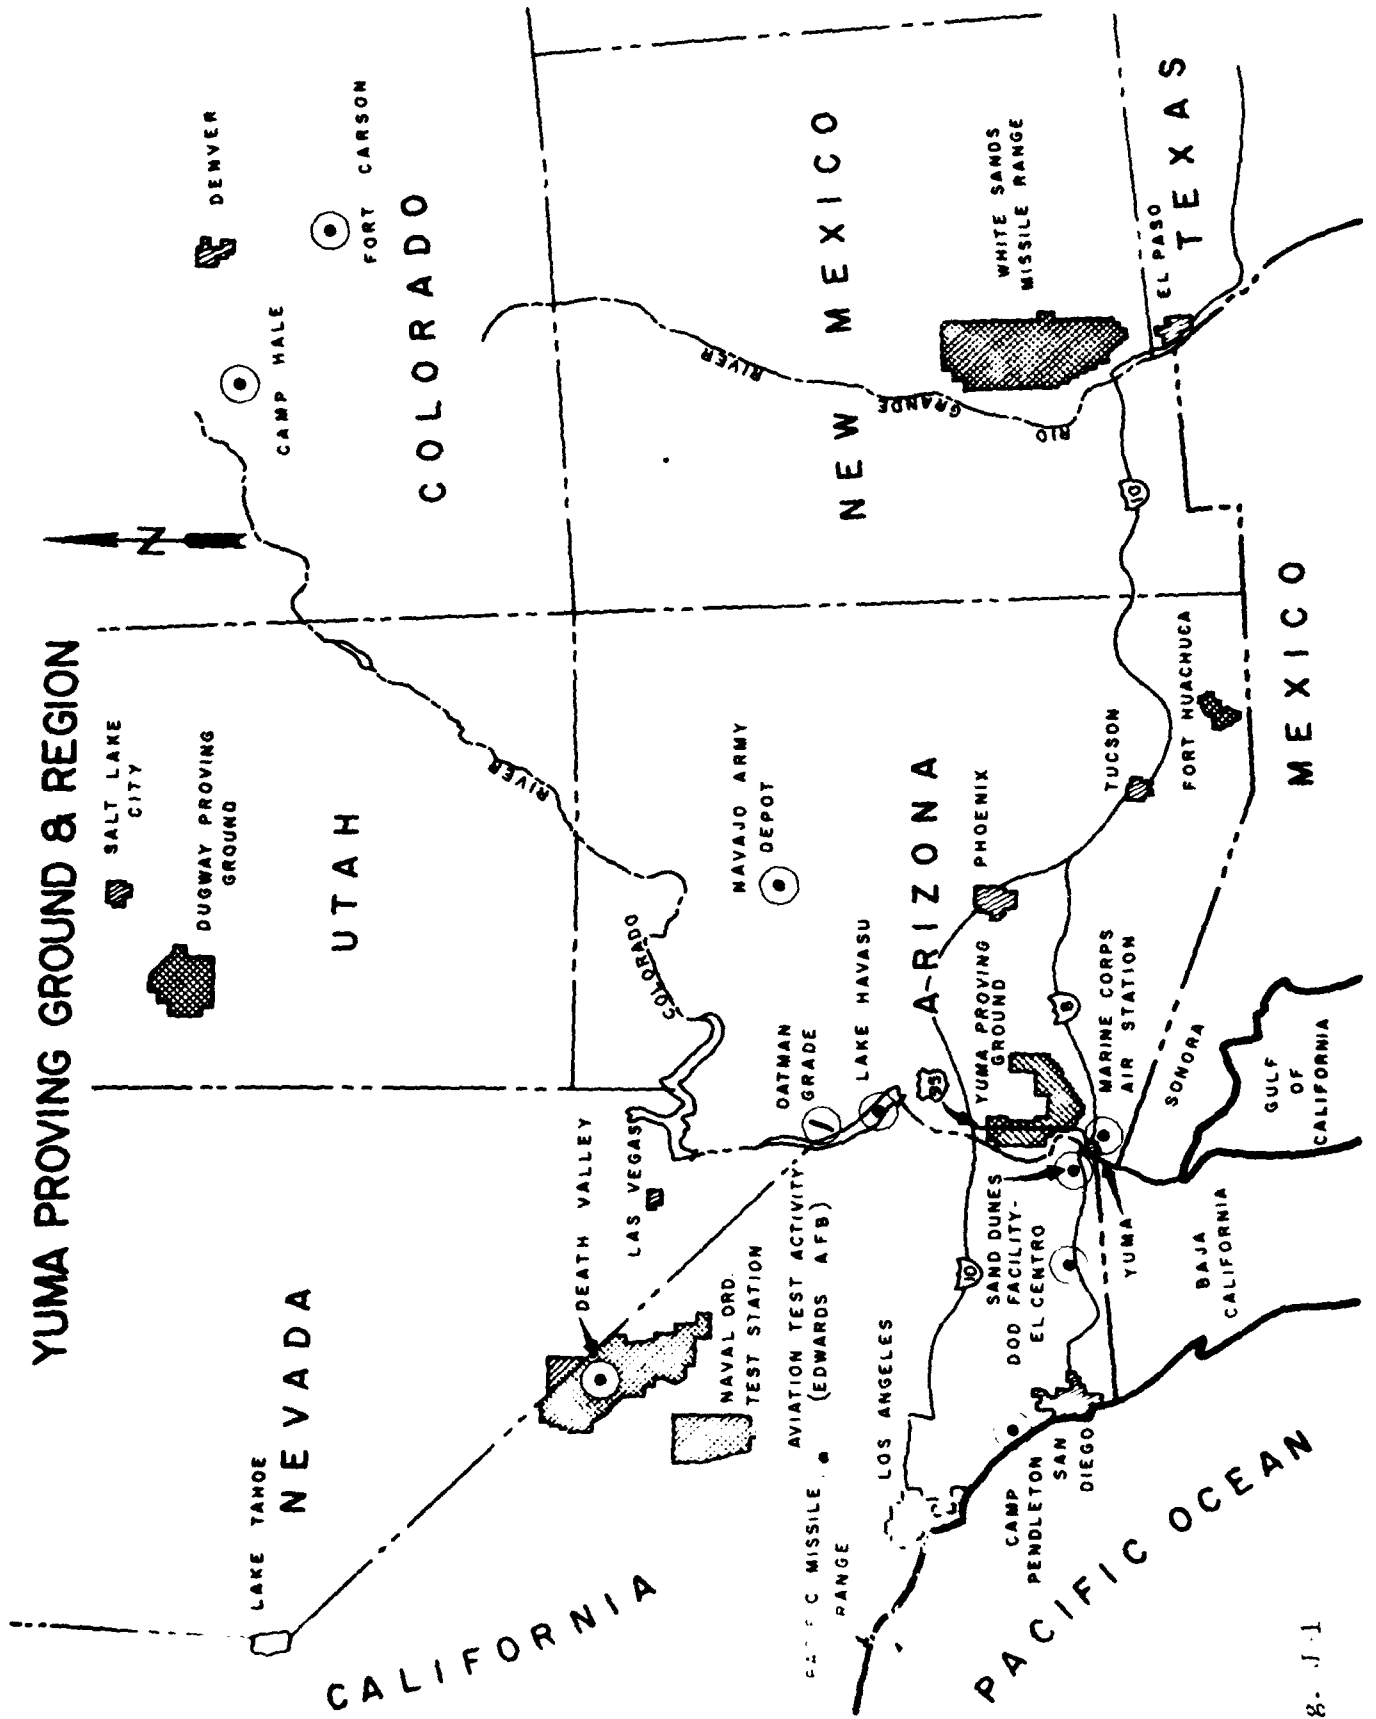 YUMA PROVING GROUND & REGION
N
SALT LAKE
CITY
DUGWAY PROVING
GROUND
UTAH
DENVER
FORT CARSON
CAMP HALE
COLORADO
LAKE TAHOE
NEVADA
CALIFORNIA
DEATH VALLEY
LAS VEGAS
NAVAL ORD.
TEST STATION
AVIATION TEST ACTIVITY
(EDWARDS AFB)
MISSILE
RANGE
COLORADO
RIVER
NAVAJO ARMY
DEPOT
OATMAN
GRADE
LAKE HAVASU
ARIZONA
PHOENIX
95
YUMA PROVING
GROUND
8
MARINE CORPS
AIR STATION
TUCSON
FORT HUACHUCA
NEW MEXICO
RIO
GRANDE
RIVER
WHITE SANDS
MISSILE RANGE
EL PASO
TEXAS
10
MEXICO
SONORA
GULF
OF
CALIFORNIA
BAJA
CALIFORNIA
YUMA
SAND DUNES
DOD FACILITY-
EL CENTRO
10
LOS ANGELES
CAMP
PENDLETON
SAN
DIEGO
PACIFIC OCEAN
g. J-1